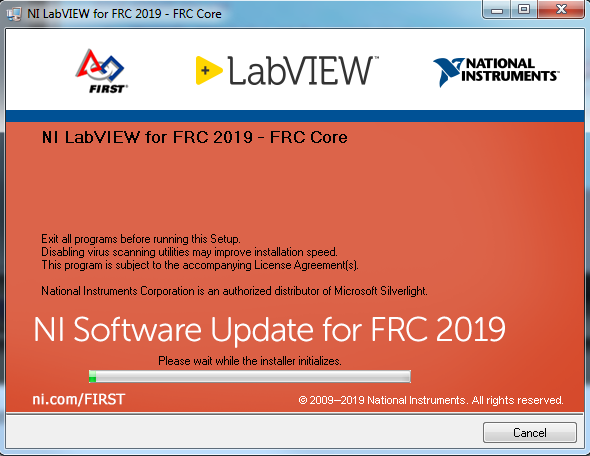 NI LabVIEW for FRC 2019 - FRC Core
FIRST®
LabVIEW™
NATIONAL
INSTRUMENTS™
NI LabVIEW for FRC 2019 - FRC Core
Exit all programs before running this Setup.
Disabling virus scanning utilities may improve installation speed.
This program is subject to the accompanying License Agreement(s).
National Instruments Corporation is an authorized distributor of Microsoft Silverlight.
NI Software Update for FRC 2019
Please wait while the installer initializes.
ni.com/FIRST
© 2009–2019 National Instruments. All rights reserved.
Cancel